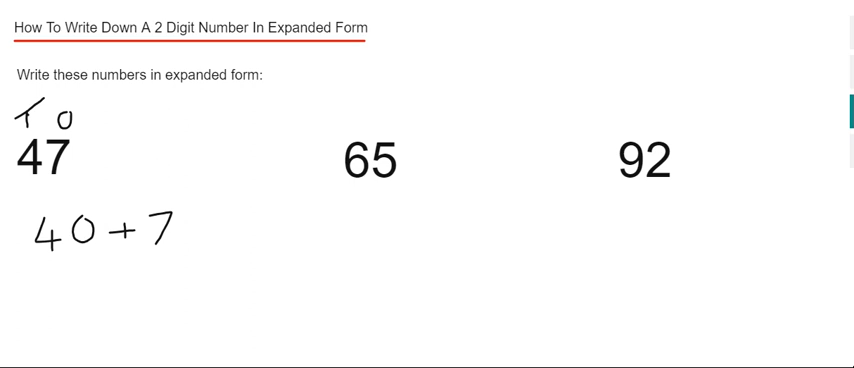 How To Write Down A 2 Digit Number In Expanded Form
Write these numbers in expanded form:
T O
47 65 92
40+7